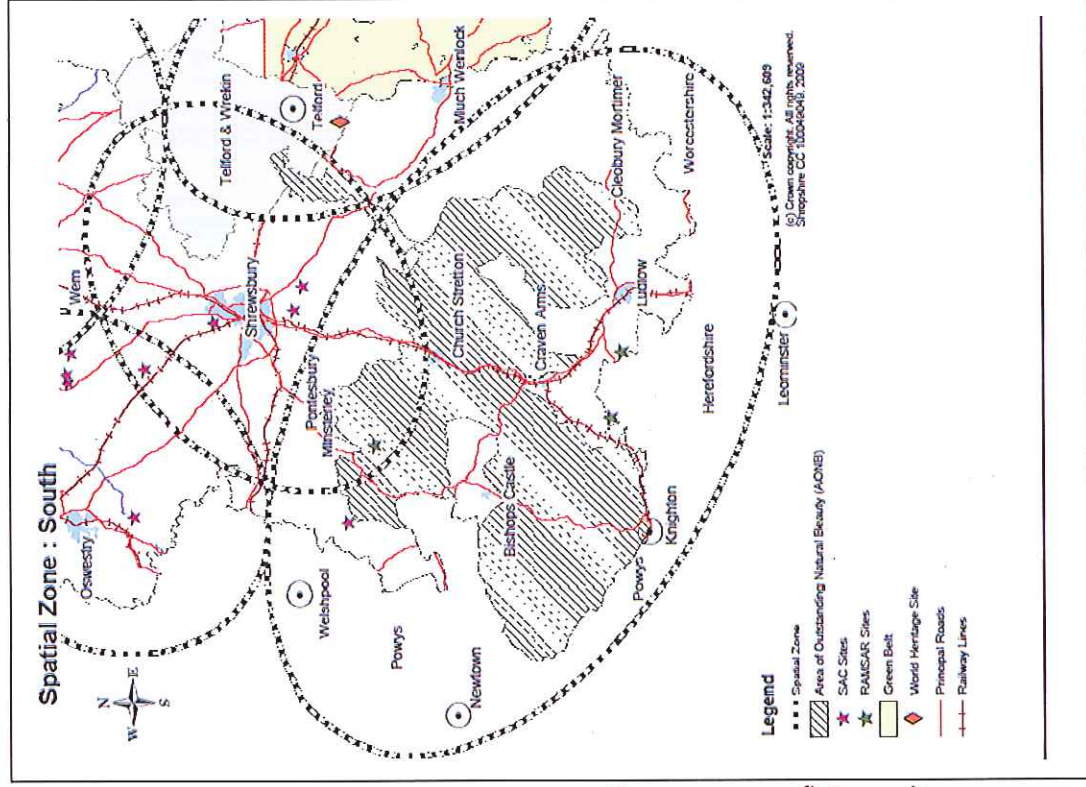 Spatial Zone : South
N
W E
S
Oswestry
Wem
Shrewsbury
Telford & Wrekin
Telford
Welshpool
Pontesbury
Minsterley
Much Wenlock
Powys
Newtown
Church Stretton
Bishops Castle
Craven Arms
Cleobury Mortimer
Powys
Knighton
Ludlow
Worcestershire
Herefordshire
Leominster
Legend
Spatial Zone
Area of Outstanding Natural Beauty (AONB)
SAC Sites
RAMSAR Sites
Green Belt
World Heritage Site
Principal Roads
Railway Lines
Scale: 1:342,609
(c) Crown copyright. All rights reserved.
Shropshire CC 100049049. 2009